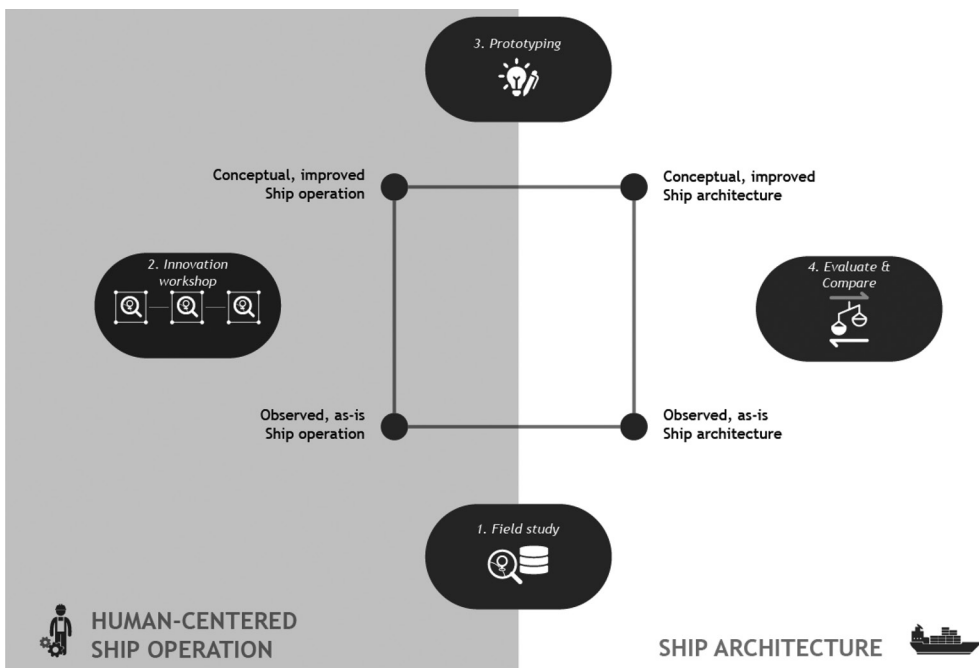 3. Prototyping
Conceptual, improved
Ship operation
Conceptual, improved
Ship architecture
2. Innovation
workshop
4. Evaluate &
Compare
Observed, as-is
Ship operation
Observed, as-is
Ship architecture
1. Field study
HUMAN-CENTERED
SHIP OPERATION
SHIP ARCHITECTURE